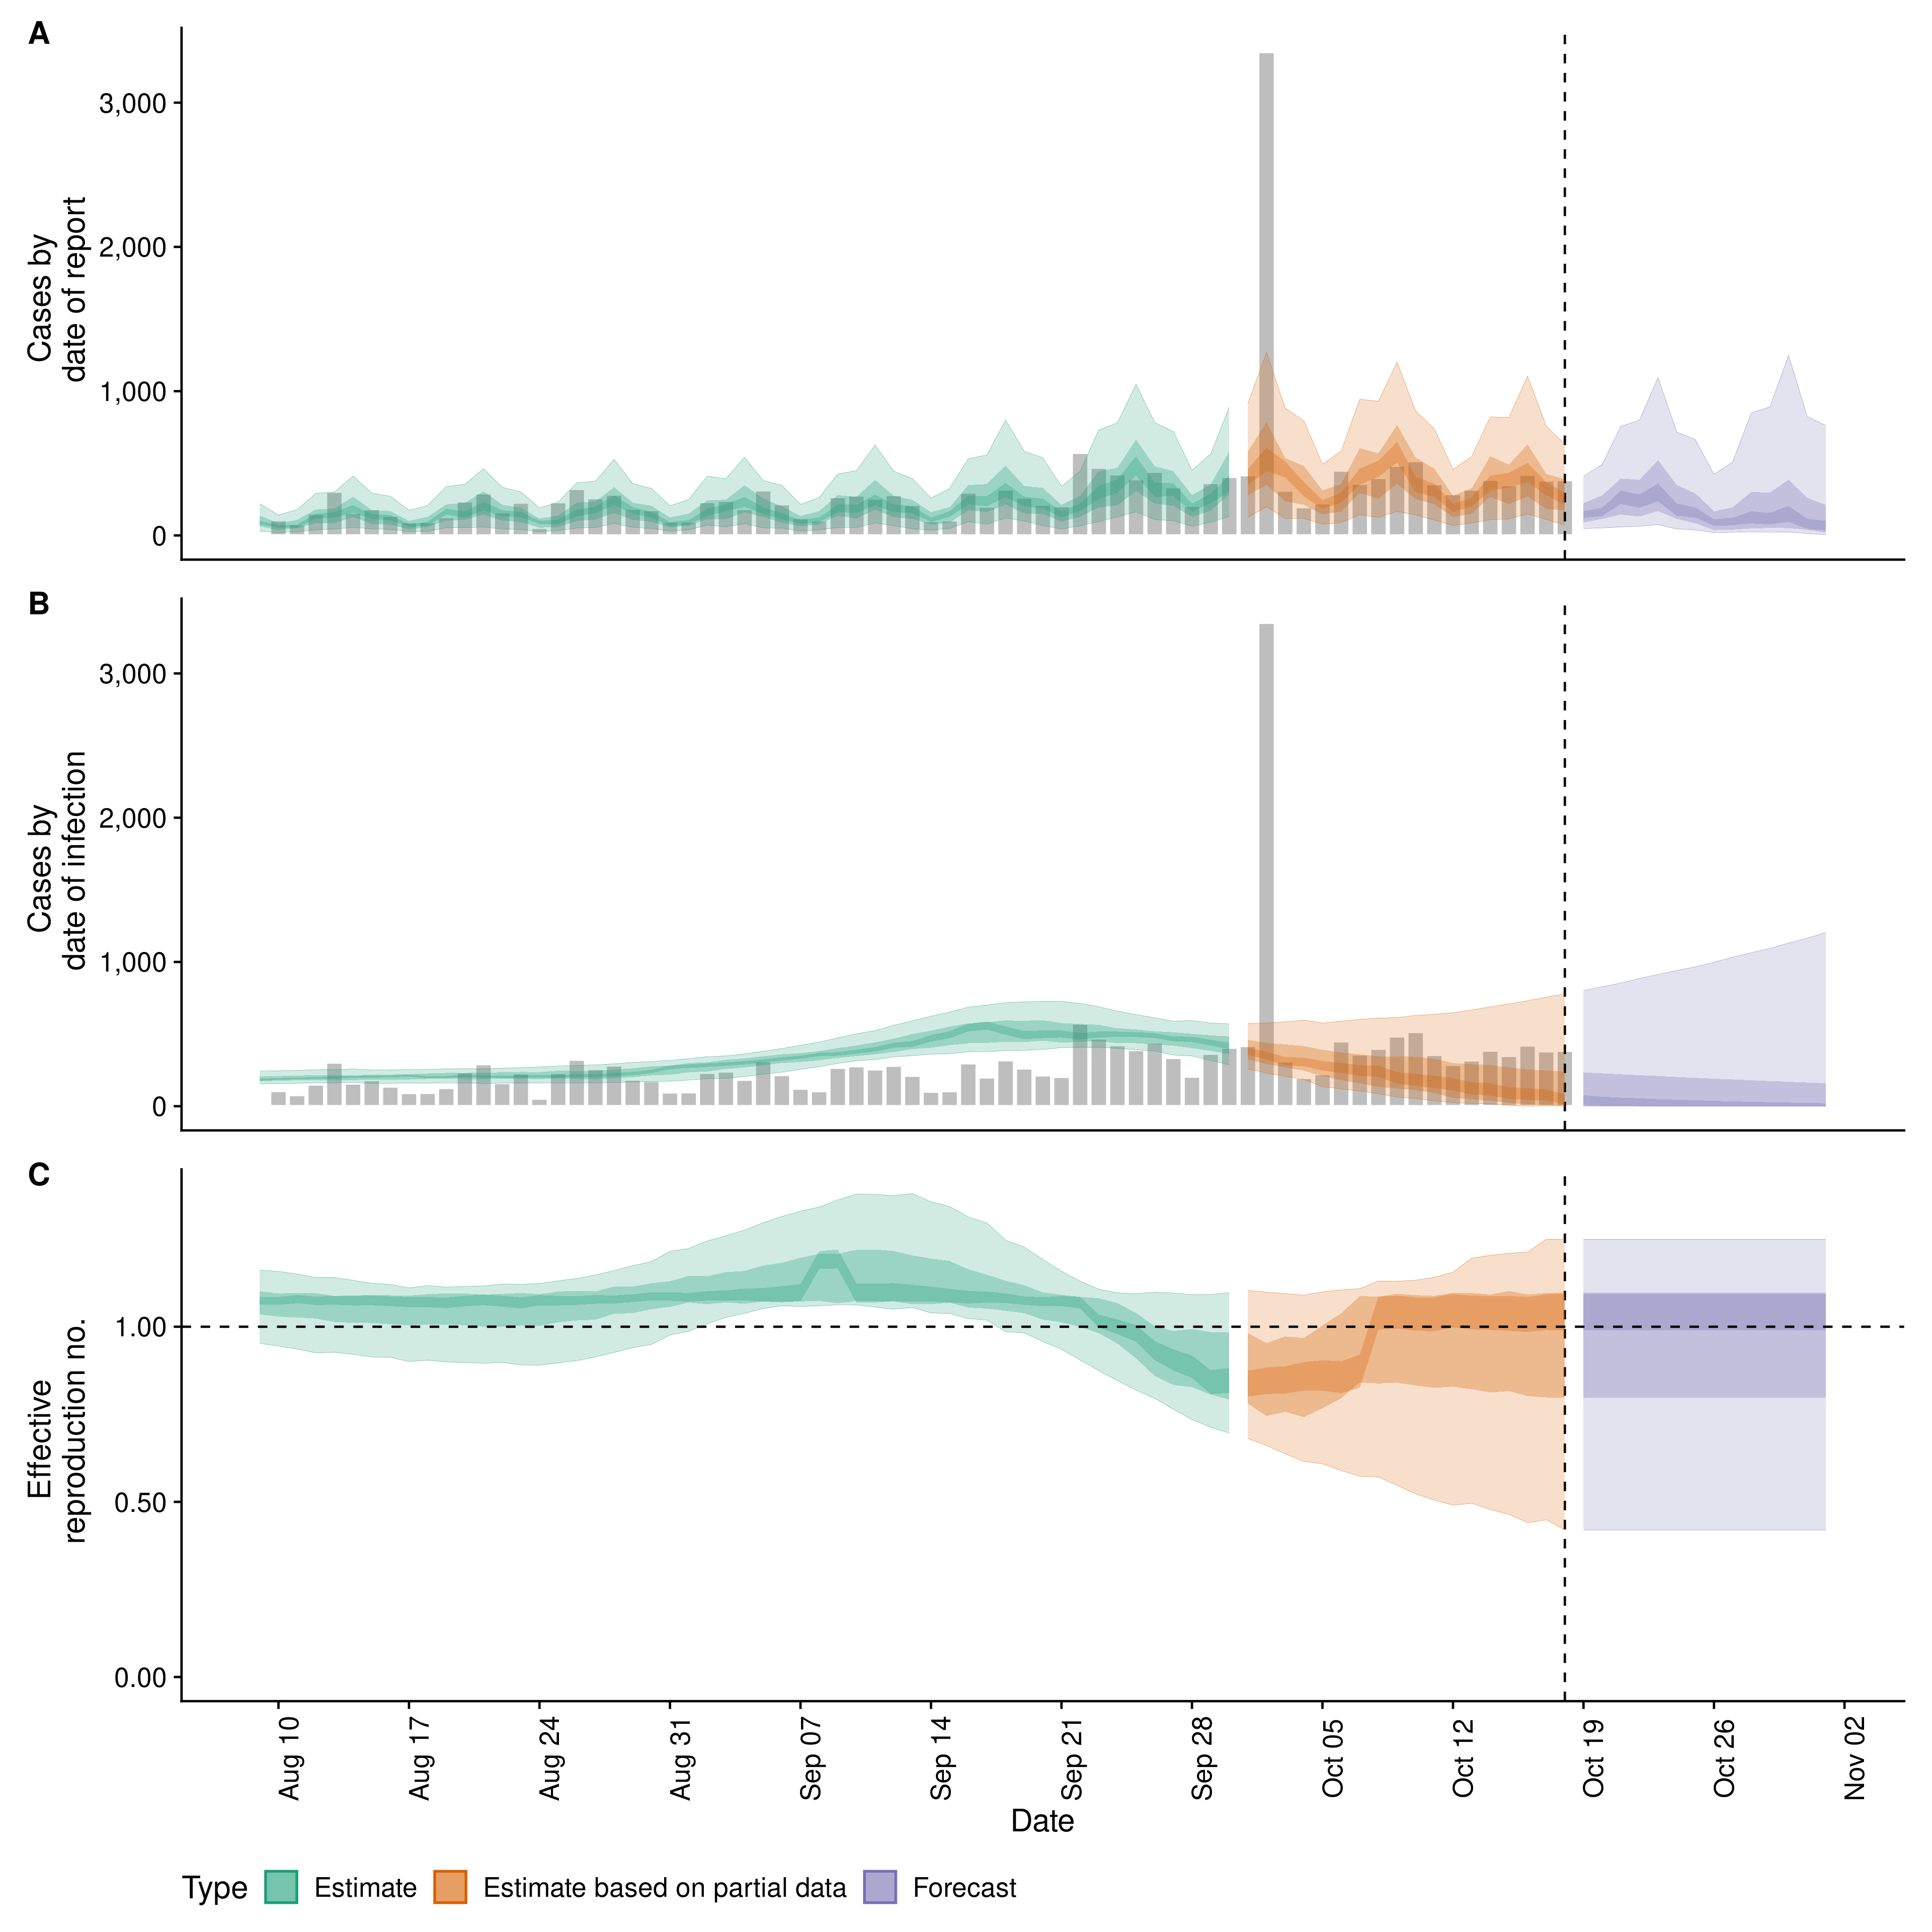 A
Cases by
date of report
3,000
2,000
1,000
0
B
Cases by
date of infection
3,000
2,000
1,000
0
C
Effective
reproduction no.
1.00
0.50
0.00
Aug 10
Aug 17
Aug 24
Aug 31
Sep 07
Sep 14
Sep 21
Sep 28
Oct 05
Oct 12
Oct 19
Oct 26
Nov 02
Date
Type Estimate Estimate based on partial data Forecast